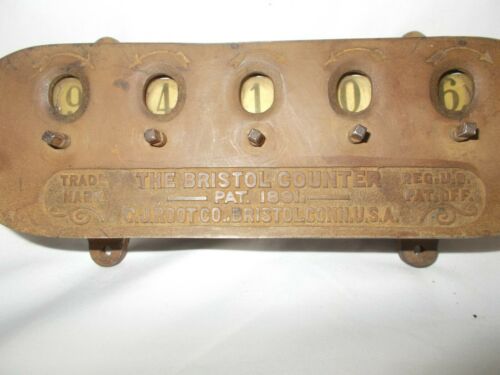 9 4 1 0 6
TRADE THE BRISTOL COUNTER REG. U.S.
MARK PAT. 1891 PAT. OFF.
C.J. ROOT CO. BRISTOL CONN. U.S.A.